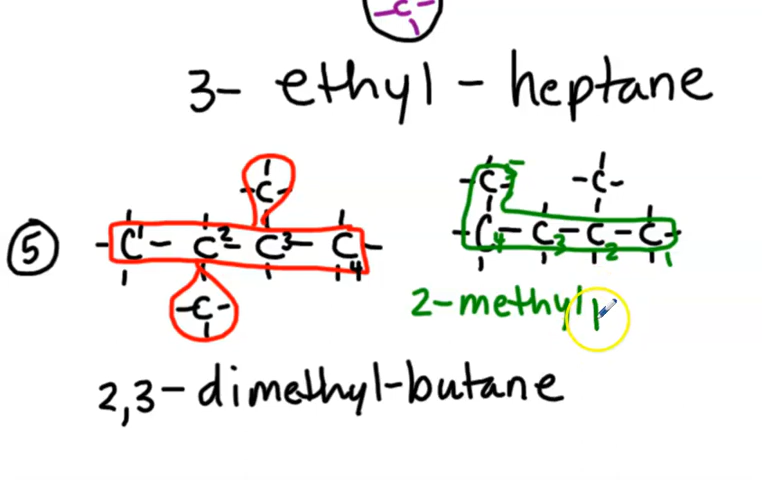 -C-
3- ethyl - heptane
-C- -C5- -C-
5 -C1- C2- C3- C4- -C4-C3-C2-C1-
-C- 2-methyl p
2,3-dimethyl-butane